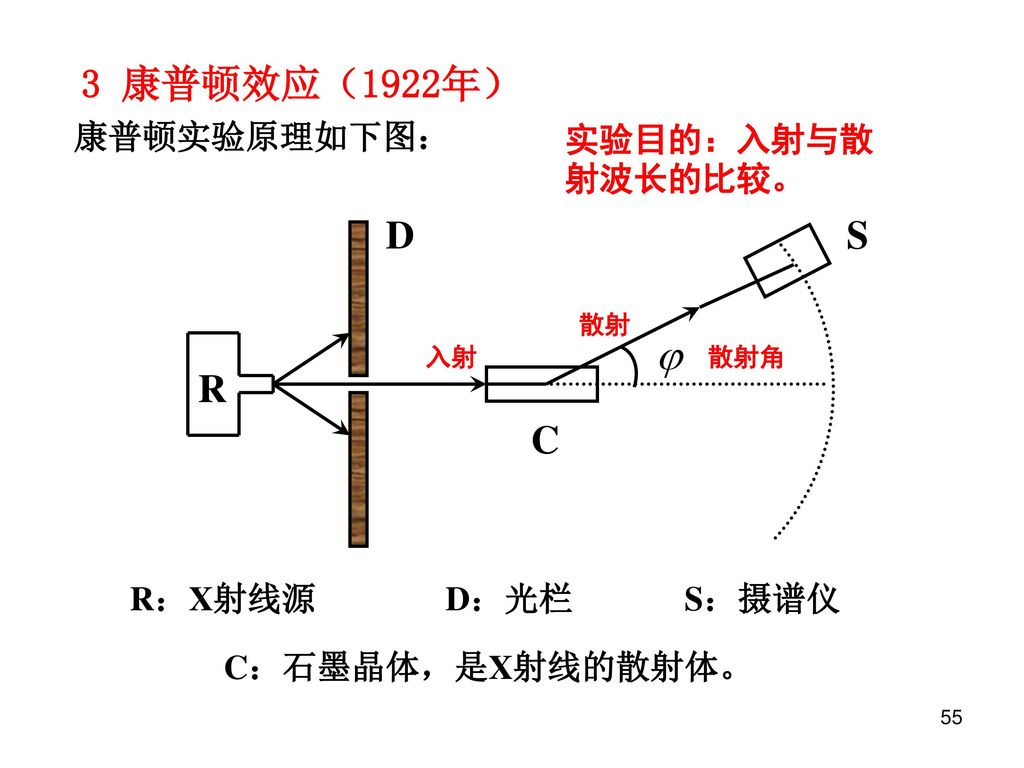 3 康普顿效应（1922年）
康普顿实验原理如下图：
实验目的：入射与散
射波长的比较。
D
S
散射
入射
φ
散射角
R
C
R：X射线源
D：光栏
S：摄谱仪
C：石墨晶体，是X射线的散射体。
55